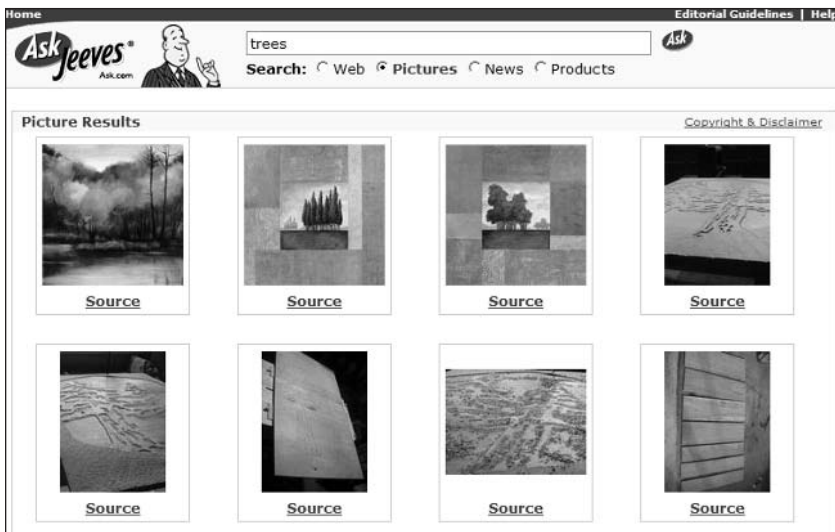 Home Editorial Guidelines | Help
Ask Jeeves®
Ask.com
trees Ask
Search: Web Pictures News Products
Picture Results Copyright & Disclaimer
Source Source Source Source
Source Source Source Source